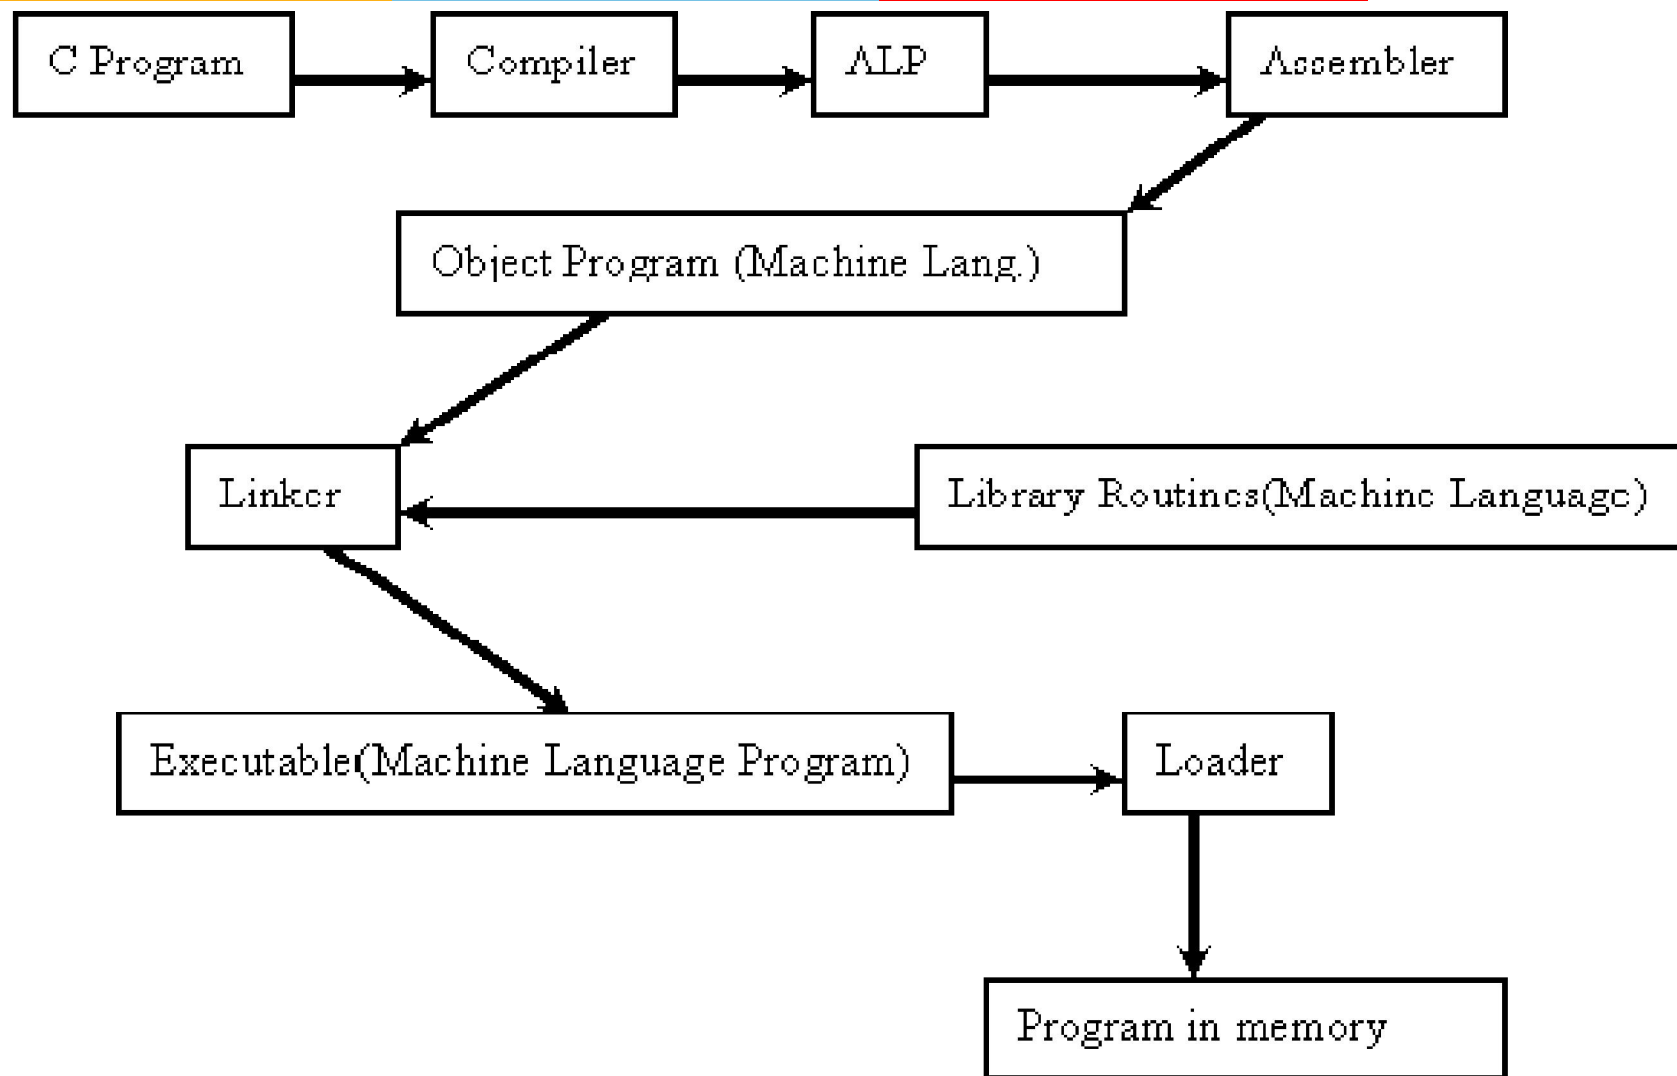 C Program
Compiler
ALP
Assembler
Object Program (Machine Lang.)
Linker
Library Routines(Machine Language)
Executable(Machine Language Program)
Loader
Program in memory